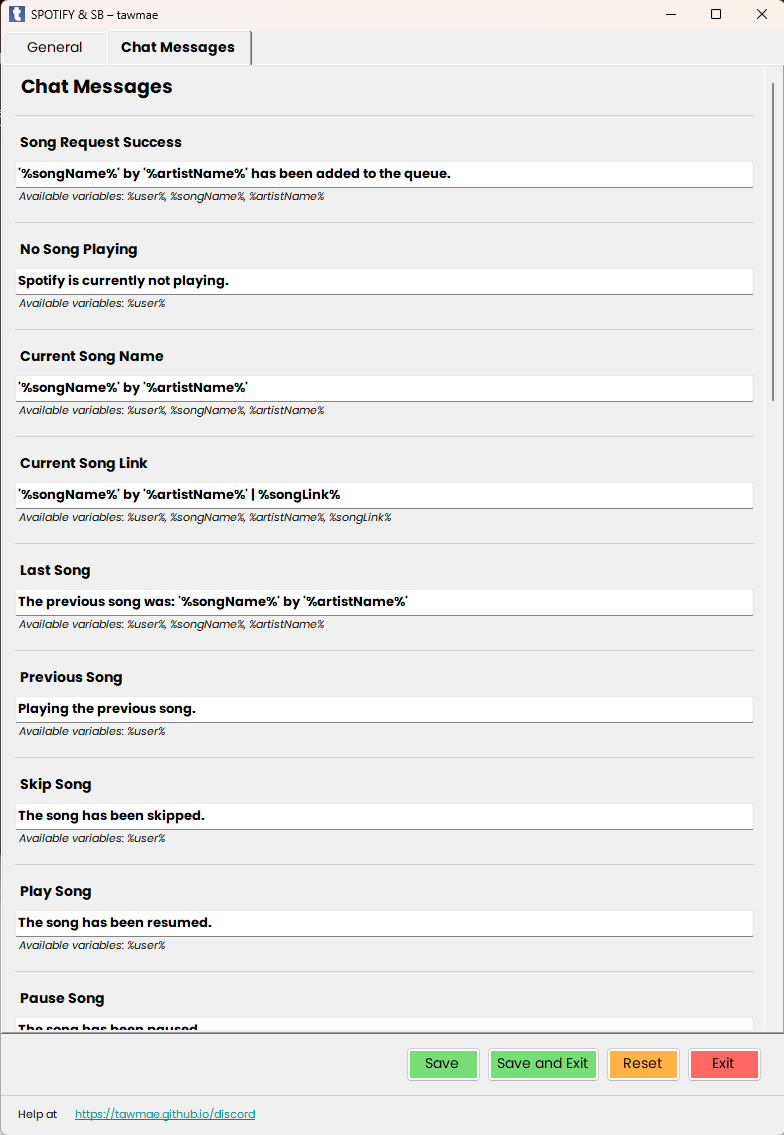 t SPOTIFY & SB – tawmae
General Chat Messages
Chat Messages
Song Request Success
'%songName%' by '%artistName%' has been added to the queue.
Available variables: %user%, %songName%, %artistName%
No Song Playing
Spotify is currently not playing.
Available variables: %user%
Current Song Name
'%songName%' by '%artistName%'
Available variables: %user%, %songName%, %artistName%
Current Song Link
'%songName%' by '%artistName%' | %songLink%
Available variables: %user%, %songName%, %artistName%, %songLink%
Last Song
The previous song was: '%songName%' by '%artistName%'
Available variables: %user%, %songName%, %artistName%
Previous Song
Playing the previous song.
Available variables: %user%
Skip Song
The song has been skipped.
Available variables: %user%
Play Song
The song has been resumed.
Available variables: %user%
Pause Song
The song has been paused.
Save Save and Exit Reset Exit
Help at https://tawmae.github.io/discord